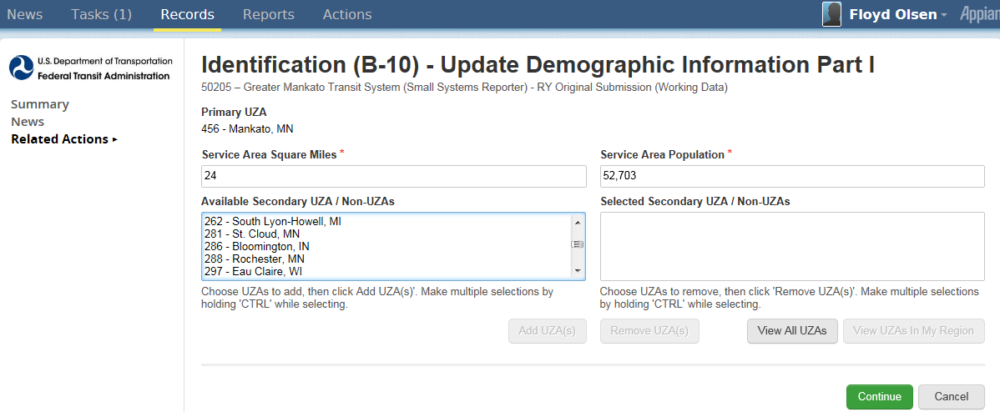 News Tasks (1) Records Reports Actions Floyd Olsen
U.S. Department of Transportation
Federal Transit Administration
Summary
News
Related Actions ▸
Identification (B-10) - Update Demographic Information Part I
50205 – Greater Mankato Transit System (Small Systems Reporter) - RY Original Submission (Working Data)
Primary UZA
456 - Mankato, MN
Service Area Square Miles * Service Area Population *
24 52,703
Available Secondary UZA / Non-UZAs Selected Secondary UZA / Non-UZAs
262 - South Lyon-Howell, MI
281 - St. Cloud, MN
286 - Bloomington, IN
288 - Rochester, MN
297 - Eau Claire, WI
Choose UZAs to add, then click Add UZA(s)'. Make multiple selections by
holding 'CTRL' while selecting.
Choose UZAs to remove, then click 'Remove UZA(s)'. Make multiple selections
by holding 'CTRL' while selecting.
Add UZA(s) Remove UZA(s) View All UZAs View UZAs In My Region
Continue Cancel